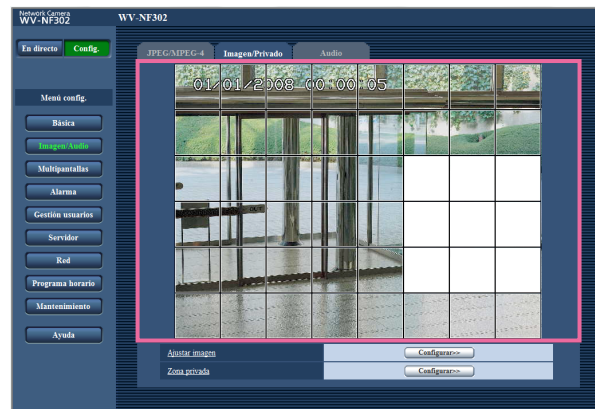 Network Camera
WV-NF302
WV-NF302
En directo
Config.
JPEG/MPEG-4
Imagen/Privado
Audio
01/01/2008 00:00:05
Menú config.
Básica
Imagen/Audio
Multipantallas
Alarma
Gestión usuarios
Servidor
Red
Programa horario
Mantenimiento
Ayuda
Ajustar imagen
Configurar>>
Zona privada
Configurar>>